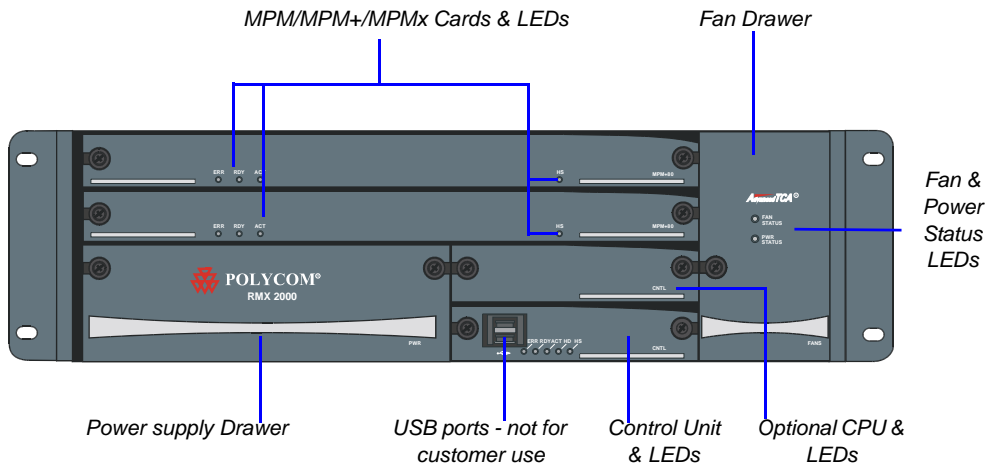 MPM/MPM+/MPMx Cards & LEDs
Fan Drawer
ERR RDY ACT HS MPM+80
AdvancedTCA®
Fan &
Power
Status
LEDs
FAN
STATUS
ERR RDY ACT HS MPM+80
PWR
STATUS
POLYCOM®
RMX 2000
CNTL
PWR
ERR RDY ACT HD HS
CNTL
FANS
Power supply Drawer
USB ports - not for
customer use
Control Unit
& LEDs
Optional CPU &
LEDs